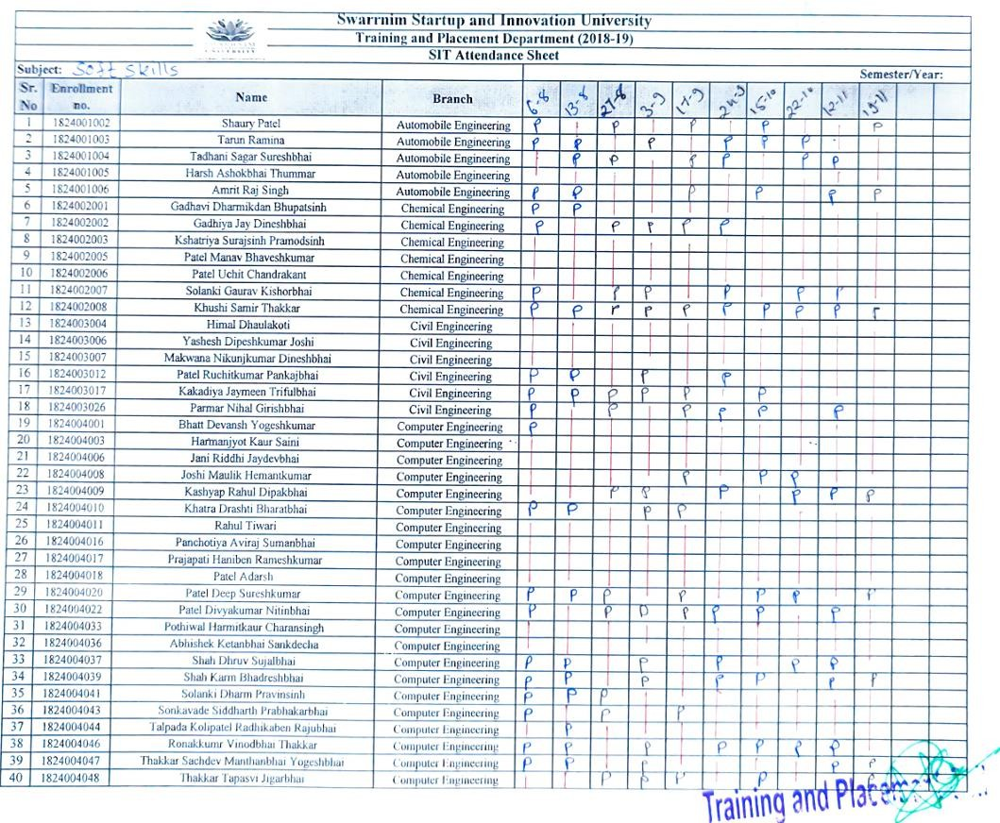 Swarrnim Startup and Innovation University
Training and Placement Department (2018-19)
SIT Attendance Sheet
Subject: Soft Skills Semester/Year:
Sr. No Enrollment no. Name Branch 6-8 13-8 27-8 3-9 17-9 24-9 15-10 22-10 12-11 19-11
1 1824001002 Shaury Patel Automobile Engineering P P P P P
2 1824001003 Tarun Ramina Automobile Engineering P P P P P P
3 1824001004 Tadhani Sagar Sureshbhai Automobile Engineering P P P P P P
4 1824001005 Harsh Ashokbhai Thummar Automobile Engineering
5 1824001006 Amrit Raj Singh Automobile Engineering P P P P P P
6 1824002001 Gadhavi Dharmikdan Bhupatsinh Chemical Engineering P P
7 1824002002 Gadhiya Jay Dineshbhai Chemical Engineering P P P P P
8 1824002003 Kshatriya Surajsinh Pramodsinh Chemical Engineering
9 1824002005 Patel Manav Bhaveshkumar Chemical Engineering
10 1824002006 Patel Uchit Chandrakant Chemical Engineering
11 1824002007 Solanki Gaurav Kishorbhai Chemical Engineering P P P P P P
12 1824002008 Khushi Samir Thakkar Chemical Engineering P P P P P P P P P P
13 1824003004 Himal Dhaulakoti Civil Engineering
14 1824003006 Yashesh Dipeshkumar Joshi Civil Engineering
15 1824003007 Makwana Nikunjkumar Dineshbhai Civil Engineering
16 1824003012 Patel Ruchitkumar Pankajbhai Civil Engineering P P P P
17 1824003017 Kakadiya Jaymeen Trifulbhai Civil Engineering P P P P P P
18 1824003026 Parmar Nihal Girishbhai Civil Engineering P P P P P P
19 1824004001 Bhatt Devansh Yogeshkumar Computer Engineering P
20 1824004003 Harmanjyot Kaur Saini Computer Engineering
21 1824004006 Jani Riddhi Jaydevbhai Computer Engineering
22 1824004008 Joshi Maulik Hemantkumar Computer Engineering P P P
23 1824004009 Kashyap Rahul Dipakbhai Computer Engineering P P P P P P
24 1824004010 Khatra Drashti Bharatbhai Computer Engineering P P P P
25 1824004011 Rahul Tiwari Computer Engineering
26 1824004016 Panchotiya Aviraj Sumanbhai Computer Engineering
27 1824004017 Prajapati Haniben Rameshkumar Computer Engineering
28 1824004018 Patel Adarsh Computer Engineering
29 1824004020 Patel Deep Sureshkumar Computer Engineering P P P P P P P
30 1824004022 Patel Divyakumar Nitinbhai Computer Engineering P P P P P P P
31 1824004033 Pothiwal Harmitkaur Charansingh Computer Engineering
32 1824004036 Abhishek Ketanbhai Sankdecha Computer Engineering
33 1824004037 Shah Dhruv Sujalbhai Computer Engineering P P P P P P
34 1824004039 Shah Karm Bhadreshbhai Computer Engineering P P P P P P P
35 1824004041 Solanki Dharm Pravinsinh Computer Engineering P P P
36 1824004043 Sonkavade Siddharth Prabhakarbhai Computer Engineering P P P
37 1824004044 Talpada Kolipatel Radhikaben Rajubhai Computer Engineering P
38 1824004046 Ronakkumr Vinodbhai Thakkar Computer Engineering P P P P P P P
39 1824004047 Thakkar Sachdev Manthanbhai Yogeshbhai Computer Engineering P P P P P
40 1824004048 Thakkar Tapasvi Jigarbhai Computer Engineering P P P P P
Training and